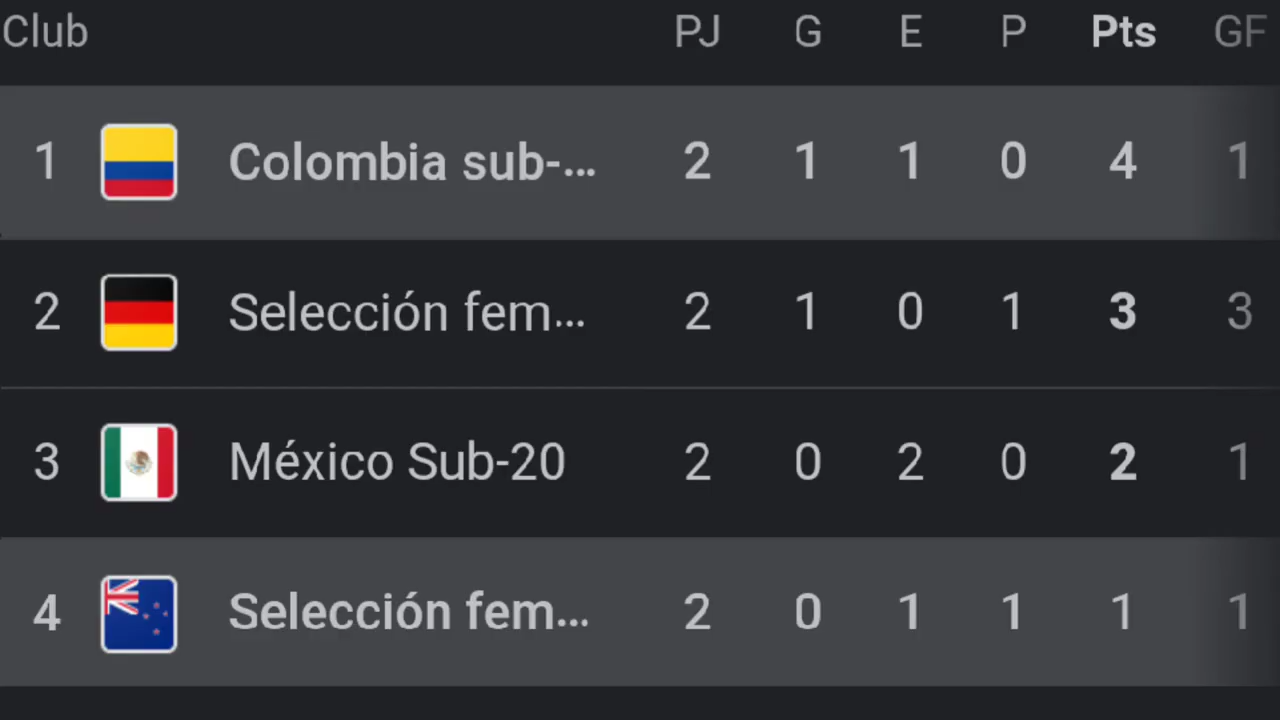 Club PJ G E P Pts GF
1 Colombia sub-... 2 1 1 0 4 1
2 Selección fem... 2 1 0 1 3 3
3 México Sub-20 2 0 2 0 2 1
4 Selección fem... 2 0 1 1 1 1